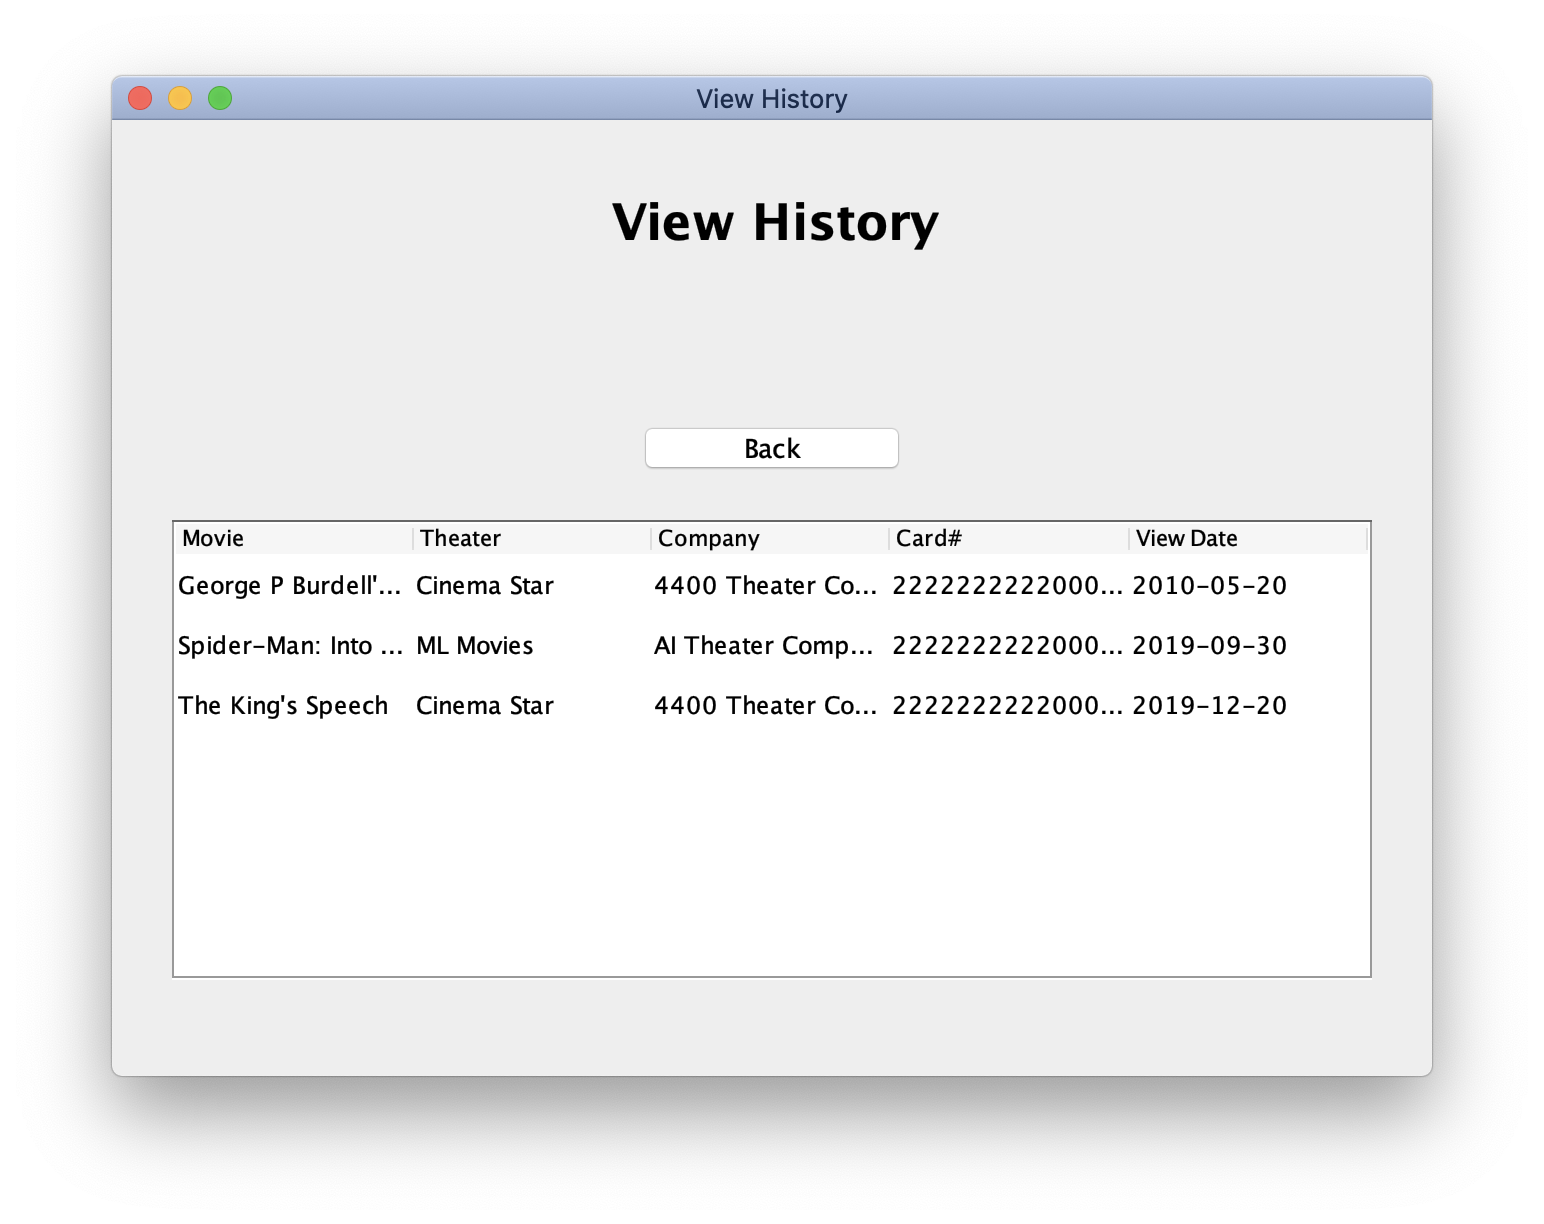 View History
View History
Back
Movie Theater Company Card# View Date
George P Burdell'... Cinema Star 4400 Theater Co... 2222222222000... 2010-05-20
Spider-Man: Into ... ML Movies AI Theater Comp... 2222222222000... 2019-09-30
The King's Speech Cinema Star 4400 Theater Co... 2222222222000... 2019-12-20